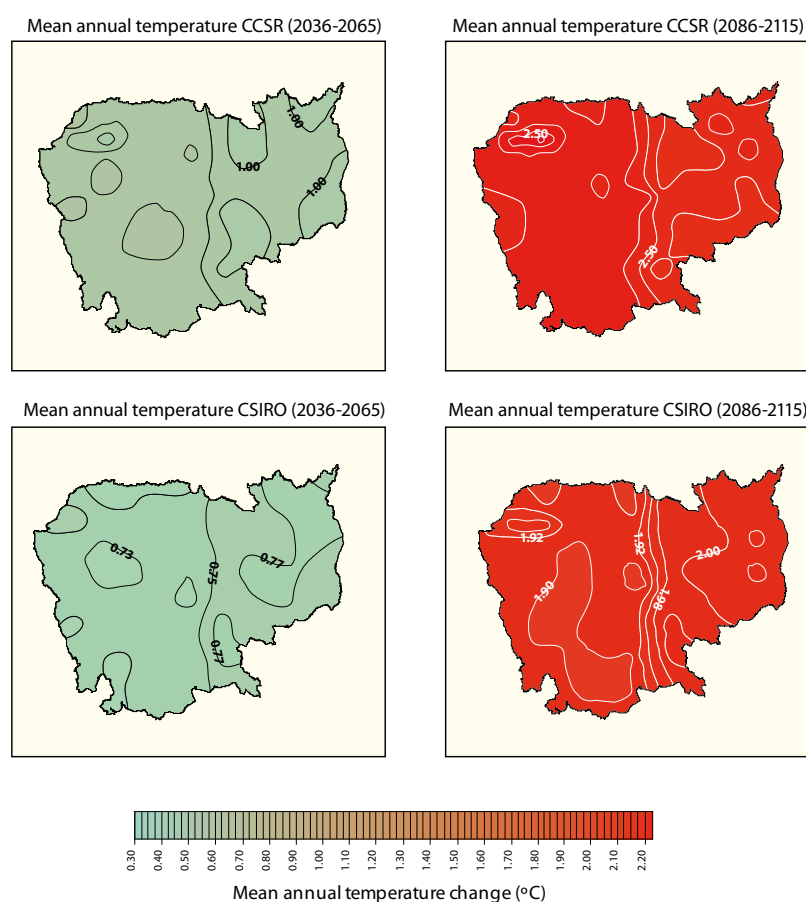 Mean annual temperature CCSR (2036-2065)
Mean annual temperature CCSR (2086-2115)
1.00
1.00
1.00
2.50
2.50
Mean annual temperature CSIRO (2036-2065)
Mean annual temperature CSIRO (2086-2115)
0.73
0.75
0.77
0.77
1.92
1.92
2.00
1.90
1.98
0.30 0.40 0.50 0.60 0.70 0.80 0.90 1.00 1.10 1.20 1.30 1.40 1.50 1.60 1.70 1.80 1.90 2.00 2.10 2.20
Mean annual temperature change (ºC)